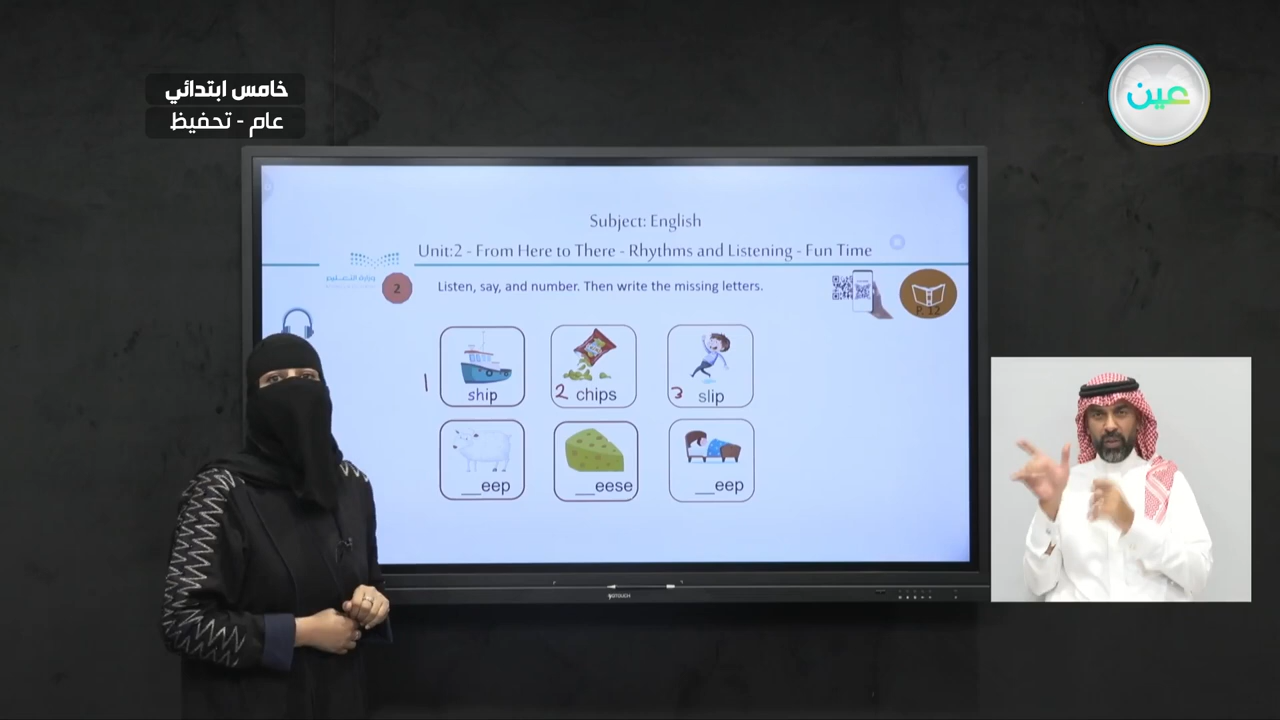 خامس ابتدائي
عام - تحفيظ
عين
Subject: English
Unit:2 - From Here to There - Rhythms and Listening - Fun Time
وزارة التعليم
2
Listen, say, and number. Then write the missing letters.
P. 12
1 ship
2 chips
3 slip
__eep
__eese
__eep